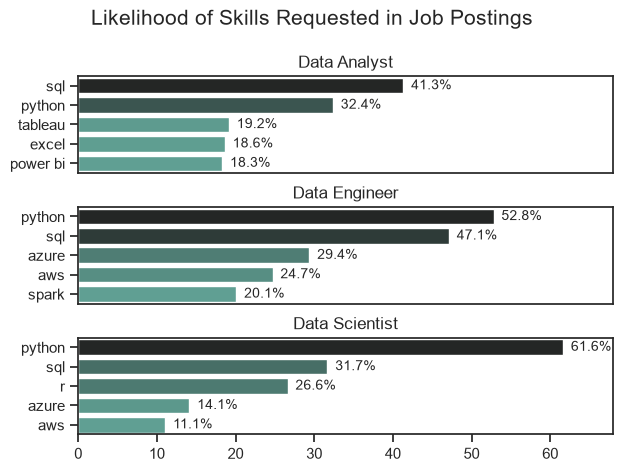 Likelihood of Skills Requested in Job Postings
Data Analyst
sql 41.3%
python 32.4%
tableau 19.2%
excel 18.6%
power bi 18.3%
Data Engineer
python 52.8%
sql 47.1%
azure 29.4%
aws 24.7%
spark 20.1%
Data Scientist
python 61.6%
sql 31.7%
r 26.6%
azure 14.1%
aws 11.1%
0 10 20 30 40 50 60